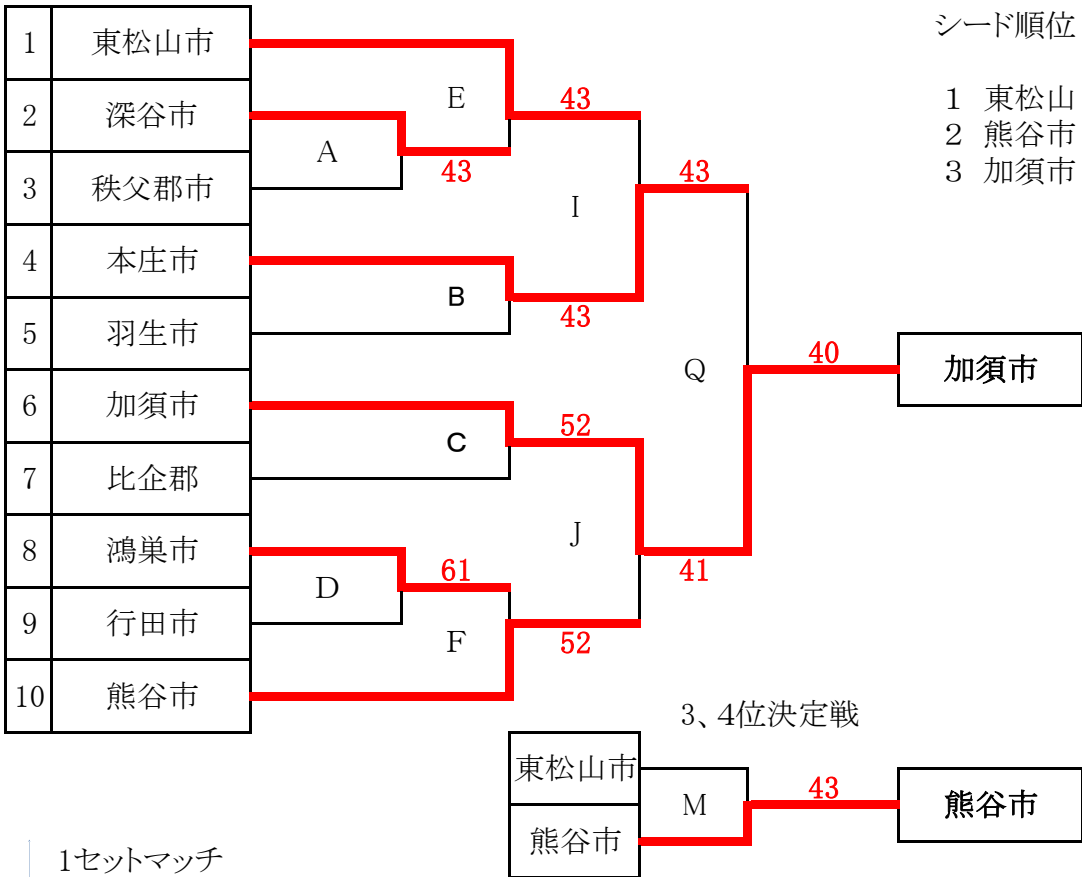 シード順位
1 東松山
2 熊谷市
3 加須市
1 東松山市
2 深谷市
3 秩父郡市
4 本庄市
5 羽生市
6 加須市
7 比企郡
8 鴻巣市
9 行田市
10 熊谷市
E
43
A
43
43
I
B
43
Q
40
加須市
C
52
J
61
D
41
F
52
3、4位決定戦
東松山市
熊谷市
M
43
熊谷市
1セットマッチ